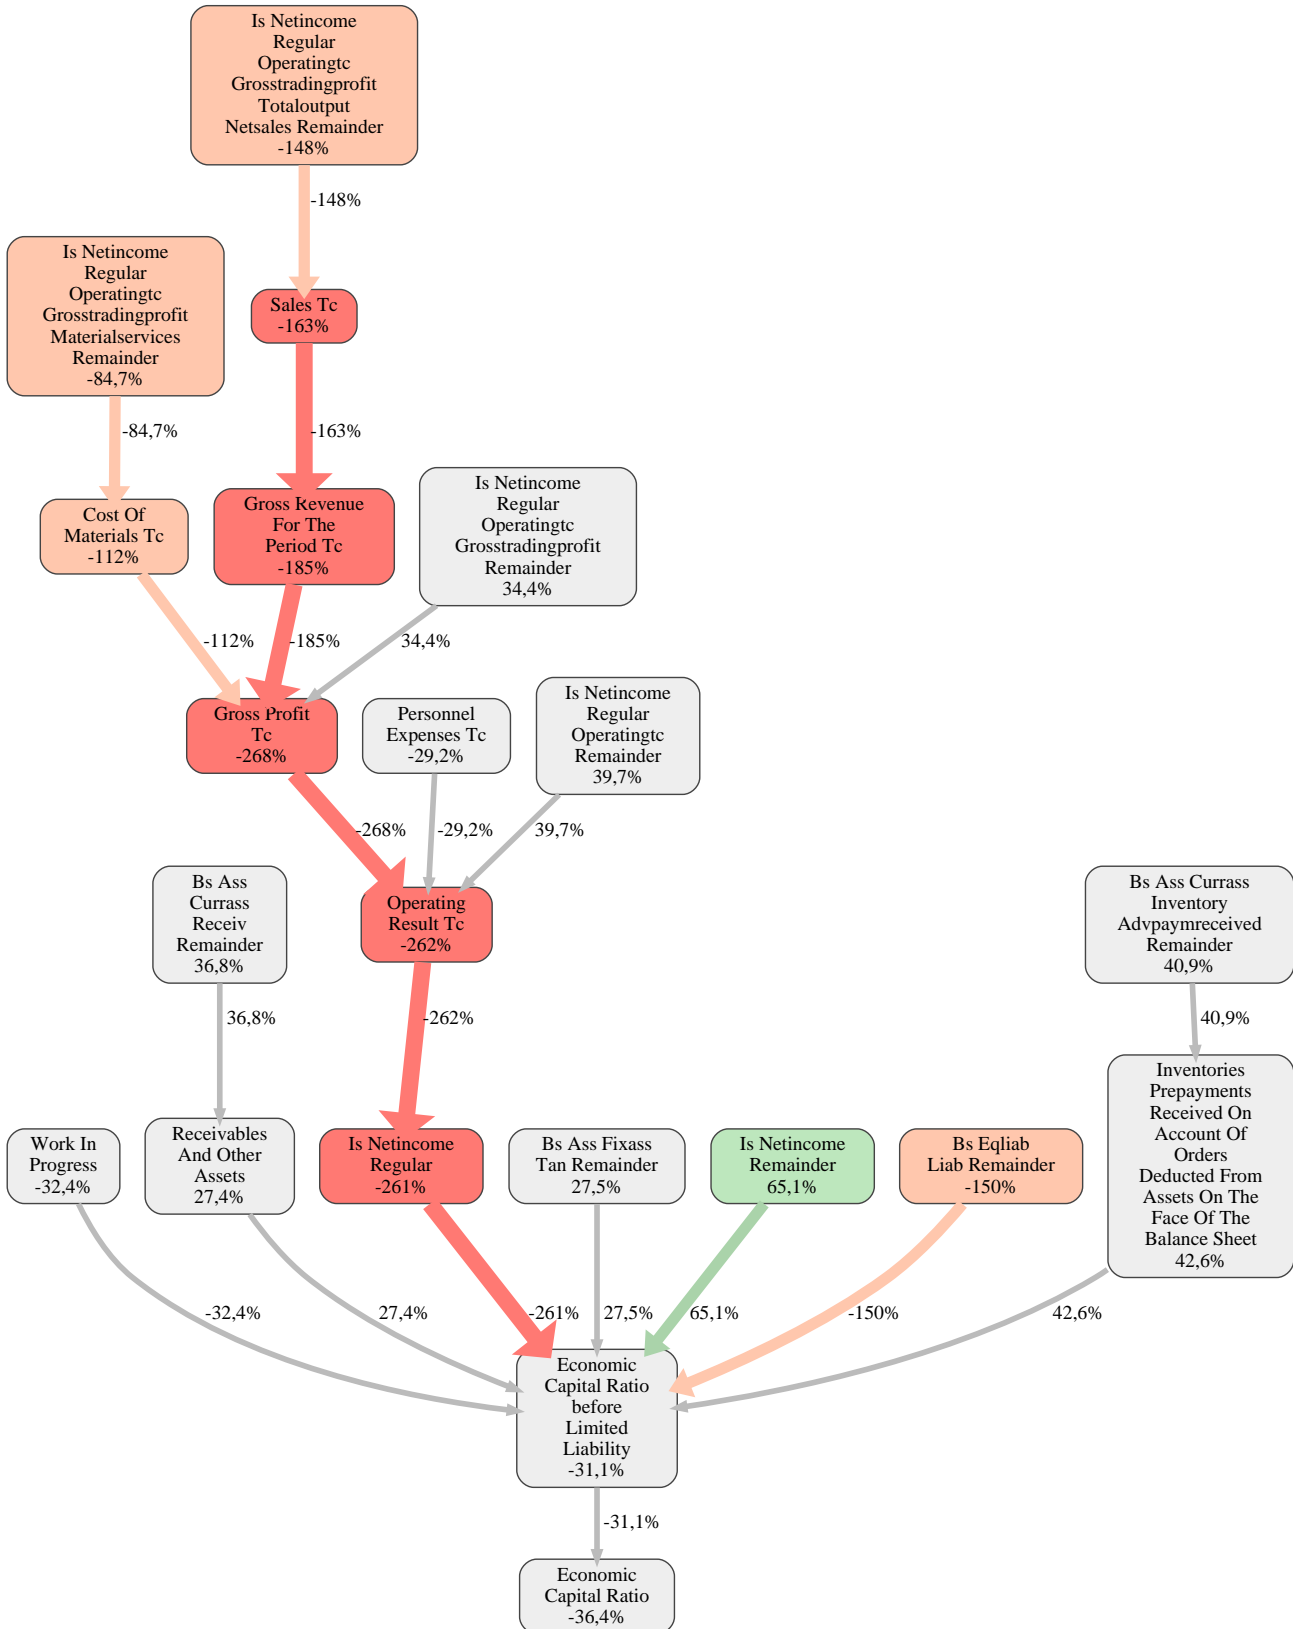 Is Netincome
Regular
Operatingtc
Grosstradingprofit
Totaloutput
Netsales Remainder
-148%
-148%
Is Netincome
Regular
Operatingtc
Grosstradingprofit
Materialservices
Remainder
-84,7%
Sales Tc
-163%
-84,7%
-163%
Cost Of
Materials Tc
-112%
Gross Revenue
For The
Period Tc
-185%
Is Netincome
Regular
Operatingtc
Grosstradingprofit
Remainder
34,4%
-112%
-185%
34,4%
Gross Profit
Tc
-268%
Personnel
Expenses Tc
-29,2%
Is Netincome
Regular
Operatingtc
Remainder
39,7%
-268%
-29,2%
39,7%
Bs Ass
Currass
Receiv
Remainder
36,8%
Operating
Result Tc
-262%
Bs Ass Currass
Inventory
Advpaymreceived
Remainder
40,9%
36,8%
-262%
40,9%
Work In
Progress
-32,4%
Receivables
And Other
Assets
27,4%
Is Netincome
Regular
-261%
Bs Ass Fixass
Tan Remainder
27,5%
Is Netincome
Remainder
65,1%
Bs Eqliab
Liab Remainder
-150%
Inventories
Prepayments
Received On
Account Of
Orders
Deducted From
Assets On The
Face Of The
Balance Sheet
42,6%
-32,4%
27,4%
-261%
27,5%
65,1%
-150%
42,6%
Economic
Capital Ratio
before
Limited
Liability
-31,1%
-31,1%
Economic
Capital Ratio
-36,4%